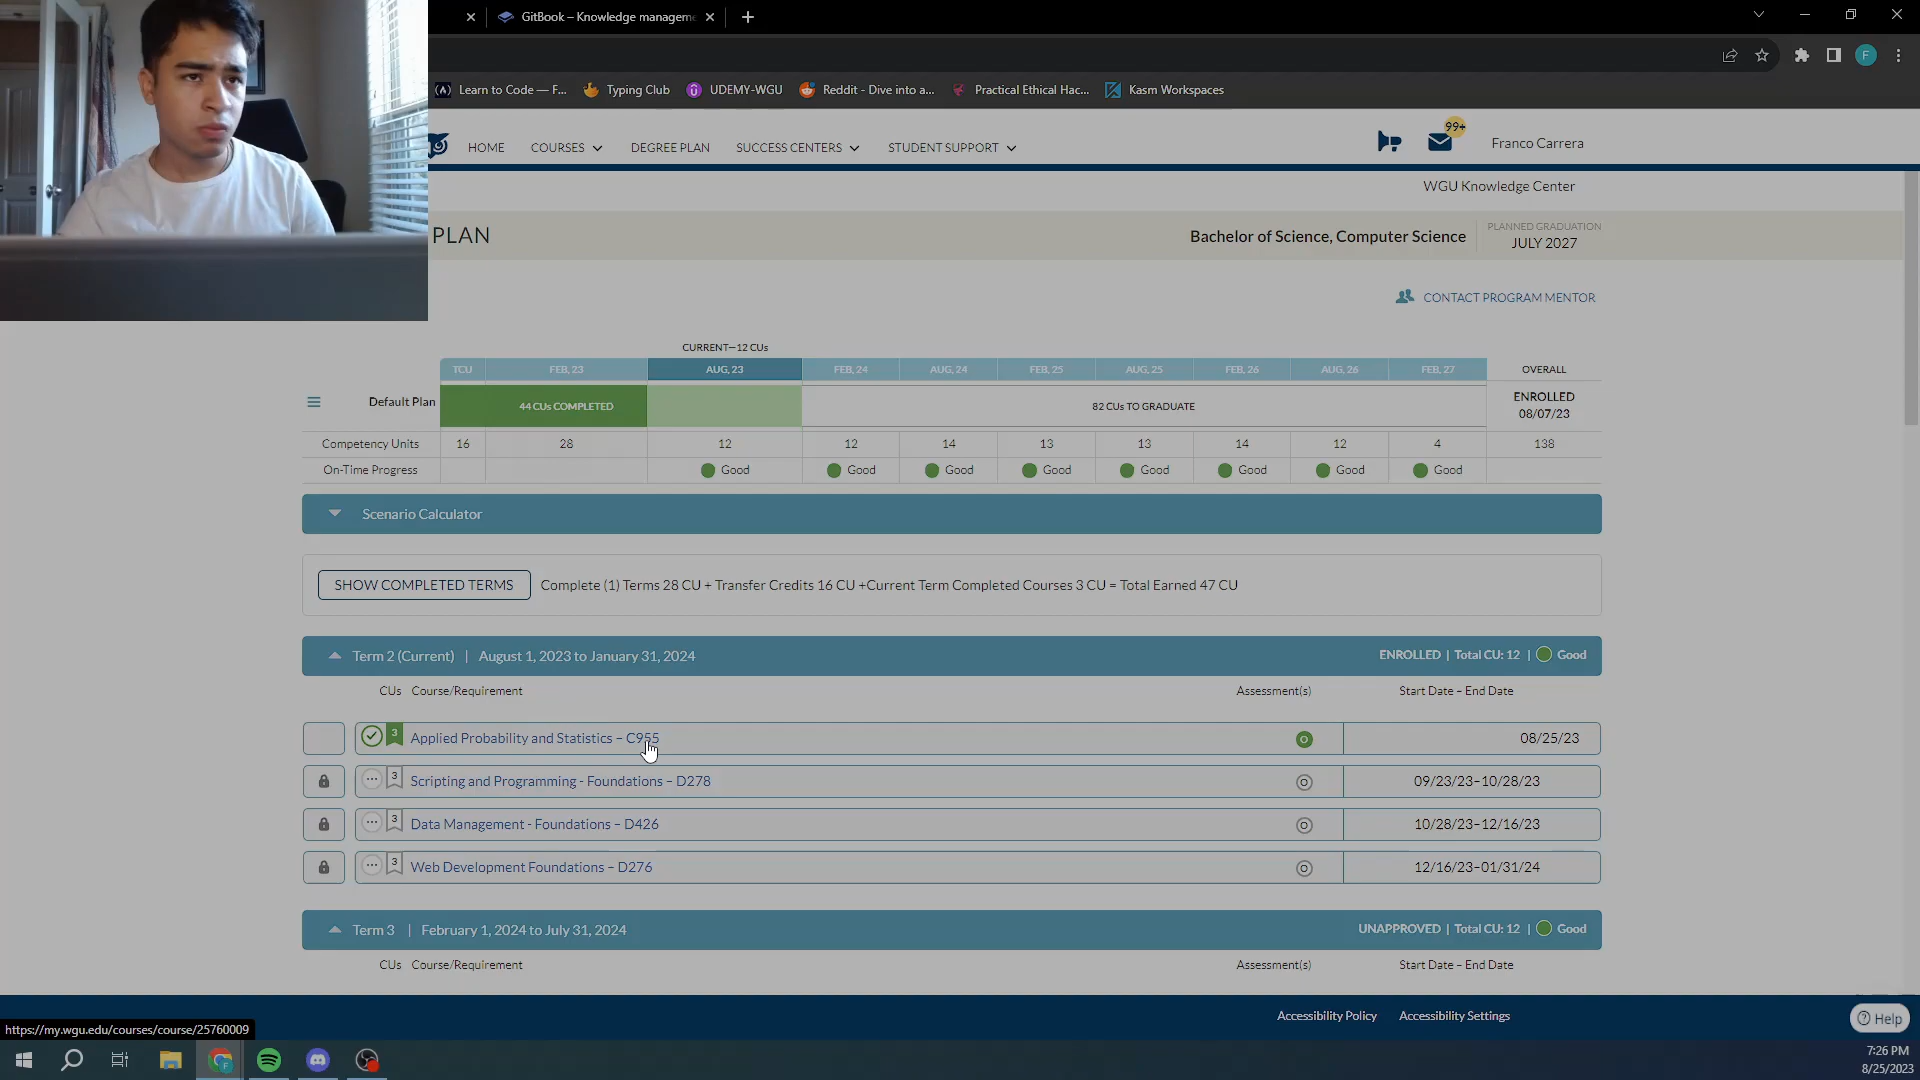 GitBook – Knowledge managem
Learn to Code — F...
Typing Club
UDEMY-WGU
Reddit - Dive into a...
Practical Ethical Hac...
Kasm Workspaces
F
HOME
COURSES
DEGREE PLAN
SUCCESS CENTERS
STUDENT SUPPORT
99+
Franco Carrera
WGU Knowledge Center
PLAN
Bachelor of Science, Computer Science
PLANNED GRADUATION
JULY 2027
CONTACT PROGRAM MENTOR
CURRENT—12 CUs
TCU FEB, 23 AUG, 23 FEB, 24 AUG, 24 FEB, 25 AUG, 25 FEB, 26 AUG, 26 FEB, 27 OVERALL
Default Plan 44 CUs COMPLETED 82 CUs TO GRADUATE ENROLLED
08/07/23
Competency Units 16 28 12 12 14 13 13 14 12 4 138
On-Time Progress Good Good Good Good Good Good Good Good
Scenario Calculator
SHOW COMPLETED TERMS Complete (1) Terms 28 CU + Transfer Credits 16 CU +Current Term Completed Courses 3 CU = Total Earned 47 CU
Term 2 (Current) | August 1, 2023 to January 31, 2024 ENROLLED | Total CU: 12 | Good
CUs Course/Requirement Assessment(s) Start Date – End Date
3 Applied Probability and Statistics – C955 O 08/25/23
3 Scripting and Programming - Foundations – D278 O 09/23/23–10/28/23
3 Data Management - Foundations – D426 O 10/28/23–12/16/23
3 Web Development Foundations – D276 O 12/16/23–01/31/24
Term 3 | February 1, 2024 to July 31, 2024 UNAPPROVED | Total CU: 12 | Good
CUs Course/Requirement Assessment(s) Start Date – End Date
Accessibility Policy Accessibility Settings
Help
https://my.wgu.edu/courses/course/25760009
7:26 PM
8/25/2023